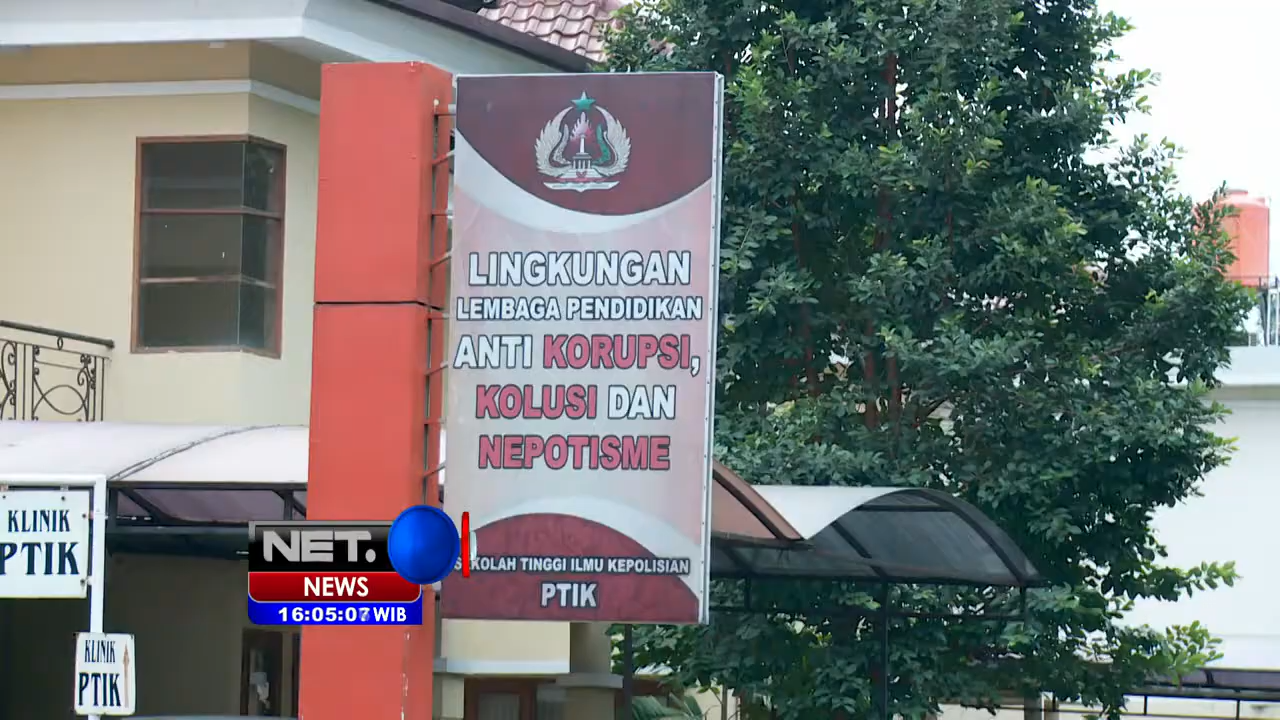 LINGKUNGAN
LEMBAGA PENDIDIKAN
ANTI KORUPSI,
KOLUSI DAN
NEPOTISME
SEKOLAH TINGGI ILMU KEPOLISIAN
PTIK
KLINIK
PTIK
KLINIK
PTIK
NET.
NEWS
16:05:07 WIB